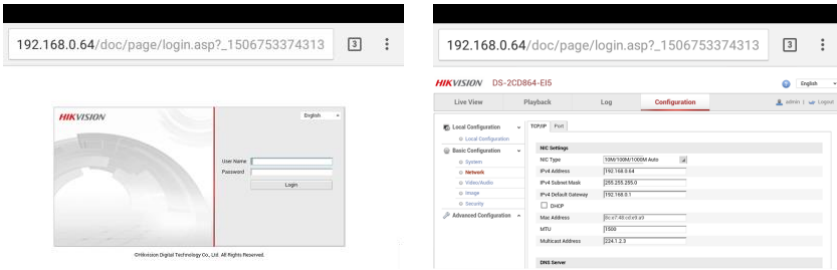 192.168.0.64/doc/page/login.asp?_1506753374313 3
HIKVISION
English
User Name
Password
Login
©Hikvision Digital Technology Co., Ltd. All Rights Reserved.
192.168.0.64/doc/page/login.asp?_1506753374313 3
HIKVISION DS-2CD864-EI5
English
Live View Playback Log Configuration
admin | Logout
Local Configuration
Local Configuration
Basic Configuration
System
Network
Video/Audio
Image
Security
Advanced Configuration
TCP/IP Port
NIC Settings
NIC Type 10M/100M/1000M Auto
IPv4 Address 192.168.0.64
IPv4 Subnet Mask 255.255.255.0
IPv4 Default Gateway 192.168.0.1
DHCP
Mac Address
MTU 1500
Multicast Address 224.1.2.3
DNS Server